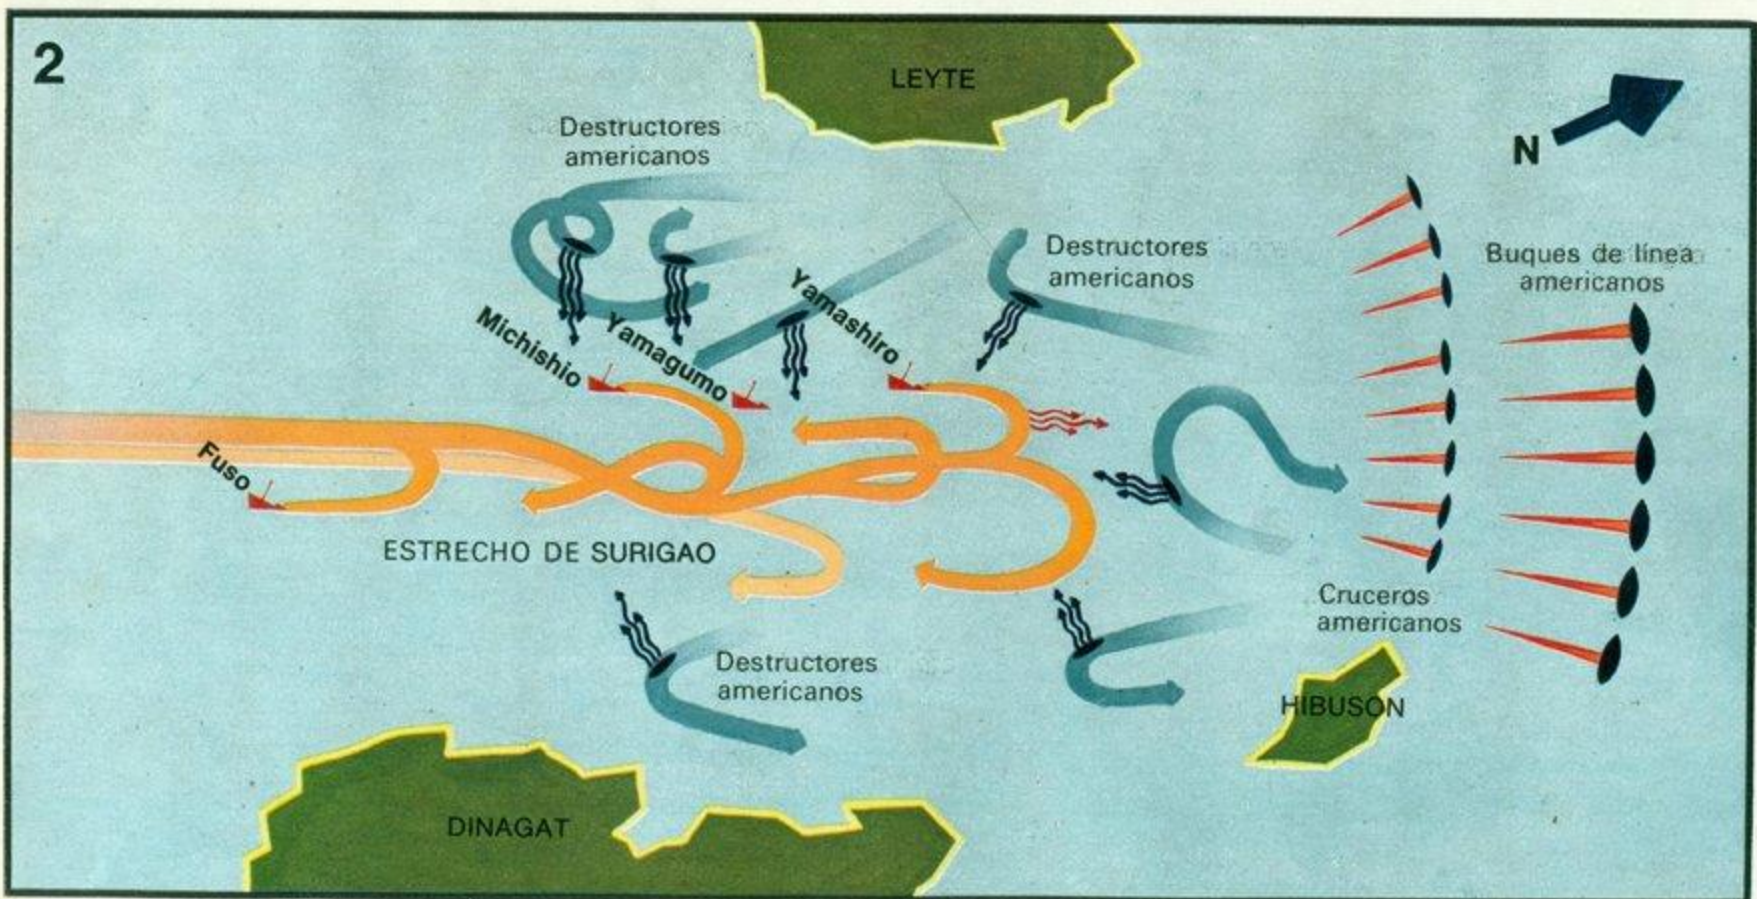 2
LEYTE
N
Destructores
americanos
Destructores
americanos
Buques de línea
americanos
Yamashiro
Michishio
Yamagumo
Fuso
ESTRECHO DE SURIGAO
Cruceros
americanos
Destructores
americanos
HIBUSON
DINAGAT